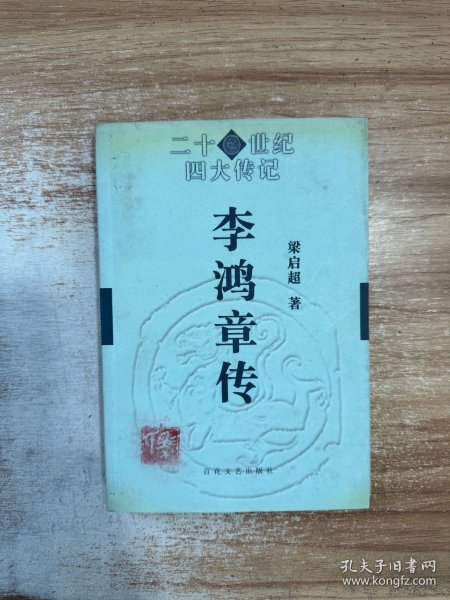 二十世纪
四大传记
李鸿章传
梁启超 著
百花文艺出版社
孔夫子旧书网
www.kongfz.com